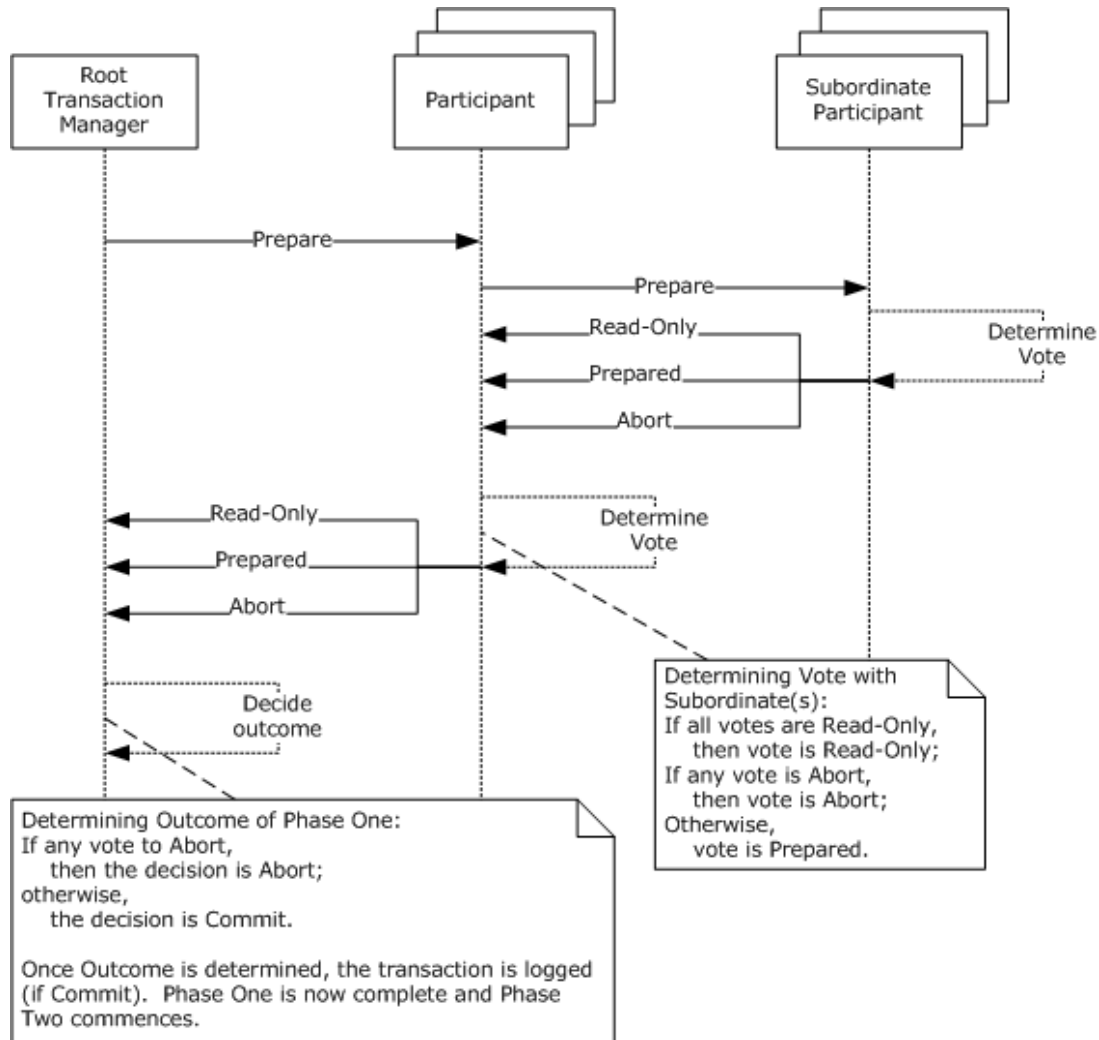 Root
Transaction
Manager
Participant
Subordinate
Participant
Prepare
Prepare
Read-Only
Determine
Vote
Prepared
Abort
Read-Only
Determine
Vote
Prepared
Abort
Decide
outcome
Determining Vote with
Subordinate(s):
If all votes are Read-Only,
then vote is Read-Only;
If any vote is Abort,
then vote is Abort;
Otherwise,
vote is Prepared.
Determining Outcome of Phase One:
If any vote to Abort,
then the decision is Abort;
otherwise,
the decision is Commit.
Once Outcome is determined, the transaction is logged
(if Commit).  Phase One is now complete and Phase
Two commences.